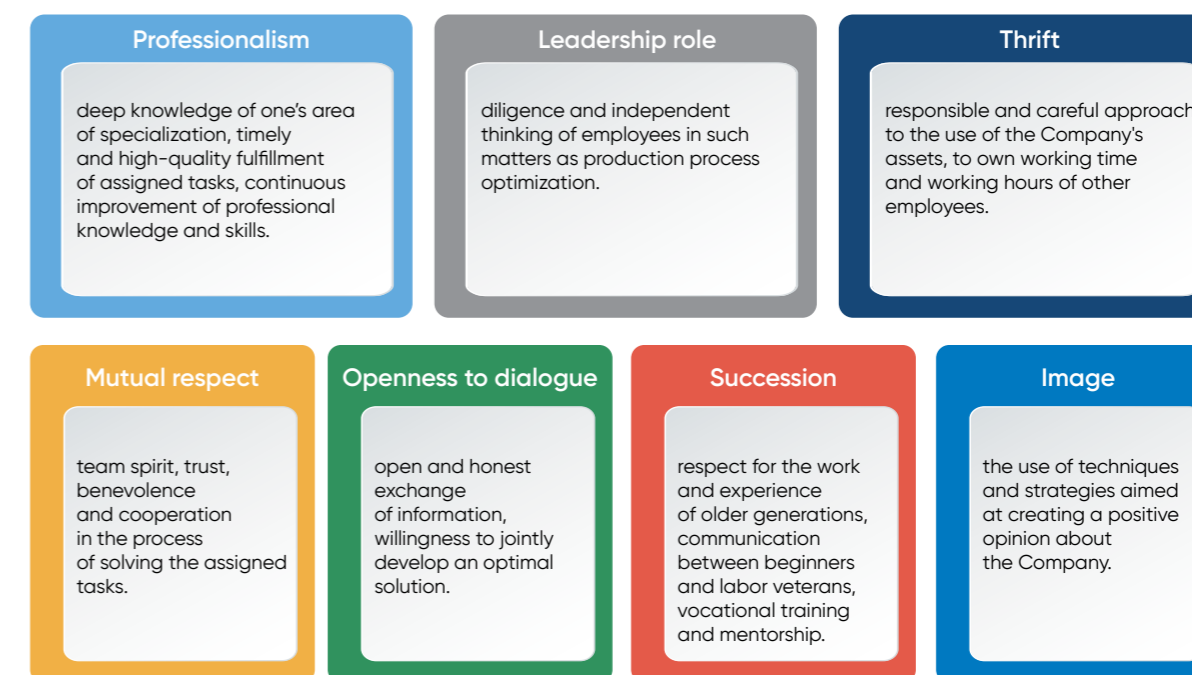 Professionalism
deep knowledge of one’s area
of specialization, timely
and high-quality fulfillment
of assigned tasks, continuous
improvement of professional
knowledge and skills.
Leadership role
diligence and independent
thinking of employees in such
matters as production process
optimization.
Thrift
responsible and careful approach
to the use of the Company's
assets, to own working time
and working hours of other
employees.
Mutual respect
team spirit, trust,
benevolence
and cooperation
in the process
of solving the assigned
tasks.
Openness to dialogue
open and honest
exchange
of information,
willingness to jointly
develop an optimal
solution.
Succession
respect for the work
and experience
of older generations,
communication
between beginners
and labor veterans,
vocational training
and mentorship.
Image
the use of techniques
and strategies aimed
at creating a positive
opinion about
the Company.